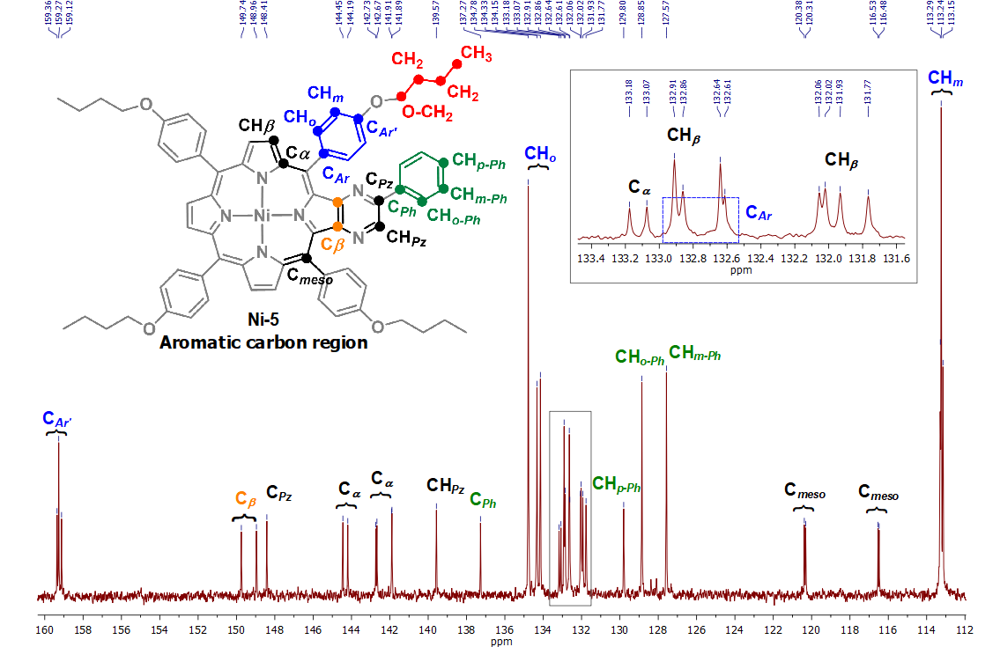 159.36
159.27
159.12
149.74
148.96
148.41
144.45
144.19
142.73
142.67
141.91
141.89
139.57
137.27
134.78
134.33
134.15
133.18
133.07
132.91
132.86
132.64
132.61
132.06
132.02
131.93
131.77
129.80
128.85
127.57
120.38
120.31
116.53
116.48
113.29
113.24
113.15
CH2
CH3
CH2
O-CH2
O
CHm
CHo
CAr'
CAr
O
CHβ
Cα
N
N
Ni
N
N
N
N
CPz
CHPz
Cβ
Cmeso
CPh
CHp-Ph
CHm-Ph
CHo-Ph
O
O
Ni-5
Aromatic carbon region
133.18
133.07
132.91
132.86
132.64
132.61
132.06
132.02
131.93
131.77
CHβ
CHβ
Cα
CAr
133.4 133.2 133.0 132.8 132.6 132.4 132.2 132.0 131.8 131.6
ppm
CHm
CHo
CHo-Ph
CHm-Ph
CAr'
Cβ
CPz
Cα
Cα
CHPz
CPh
CHp-Ph
Cmeso
Cmeso
160 158 156 154 152 150 148 146 144 142 140 138 136 134 132 130 128 126 124 122 120 118 116 114 112
ppm